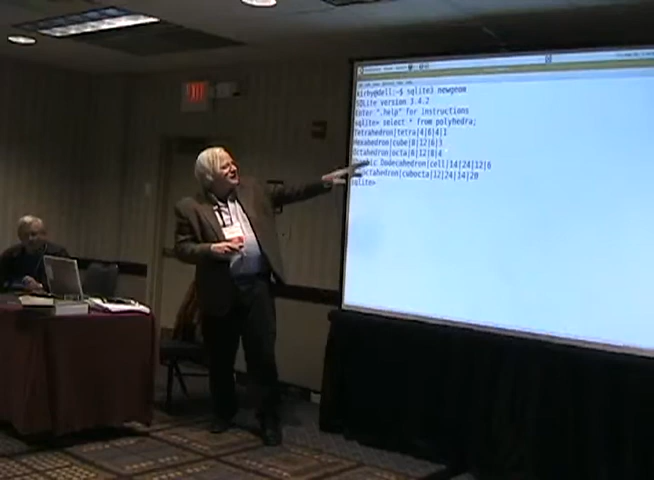 EXIT
kirby@dell:~$ sqlite3 newgeom
SQLite version 3.4.2
Enter ".help" for instructions
sqlite> select * from polyhedra;
Tetrahedron|tetra|4|6|4|1
Hexahedron|cube|8|12|6|3
Octahedron|octa|6|12|8|4
Dodecahedron|cell|14|24|12|6
octahedron|cubocta|12|24|14|20
sqlite>